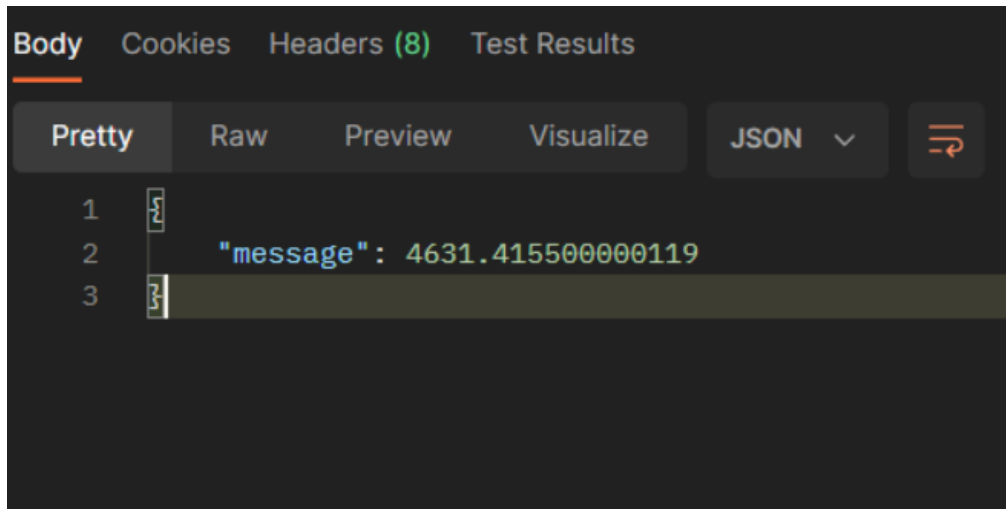 Body Cookies Headers (8) Test Results
Pretty Raw Preview Visualize JSON
1 {
2 "message": 4631.415500000119
3 }